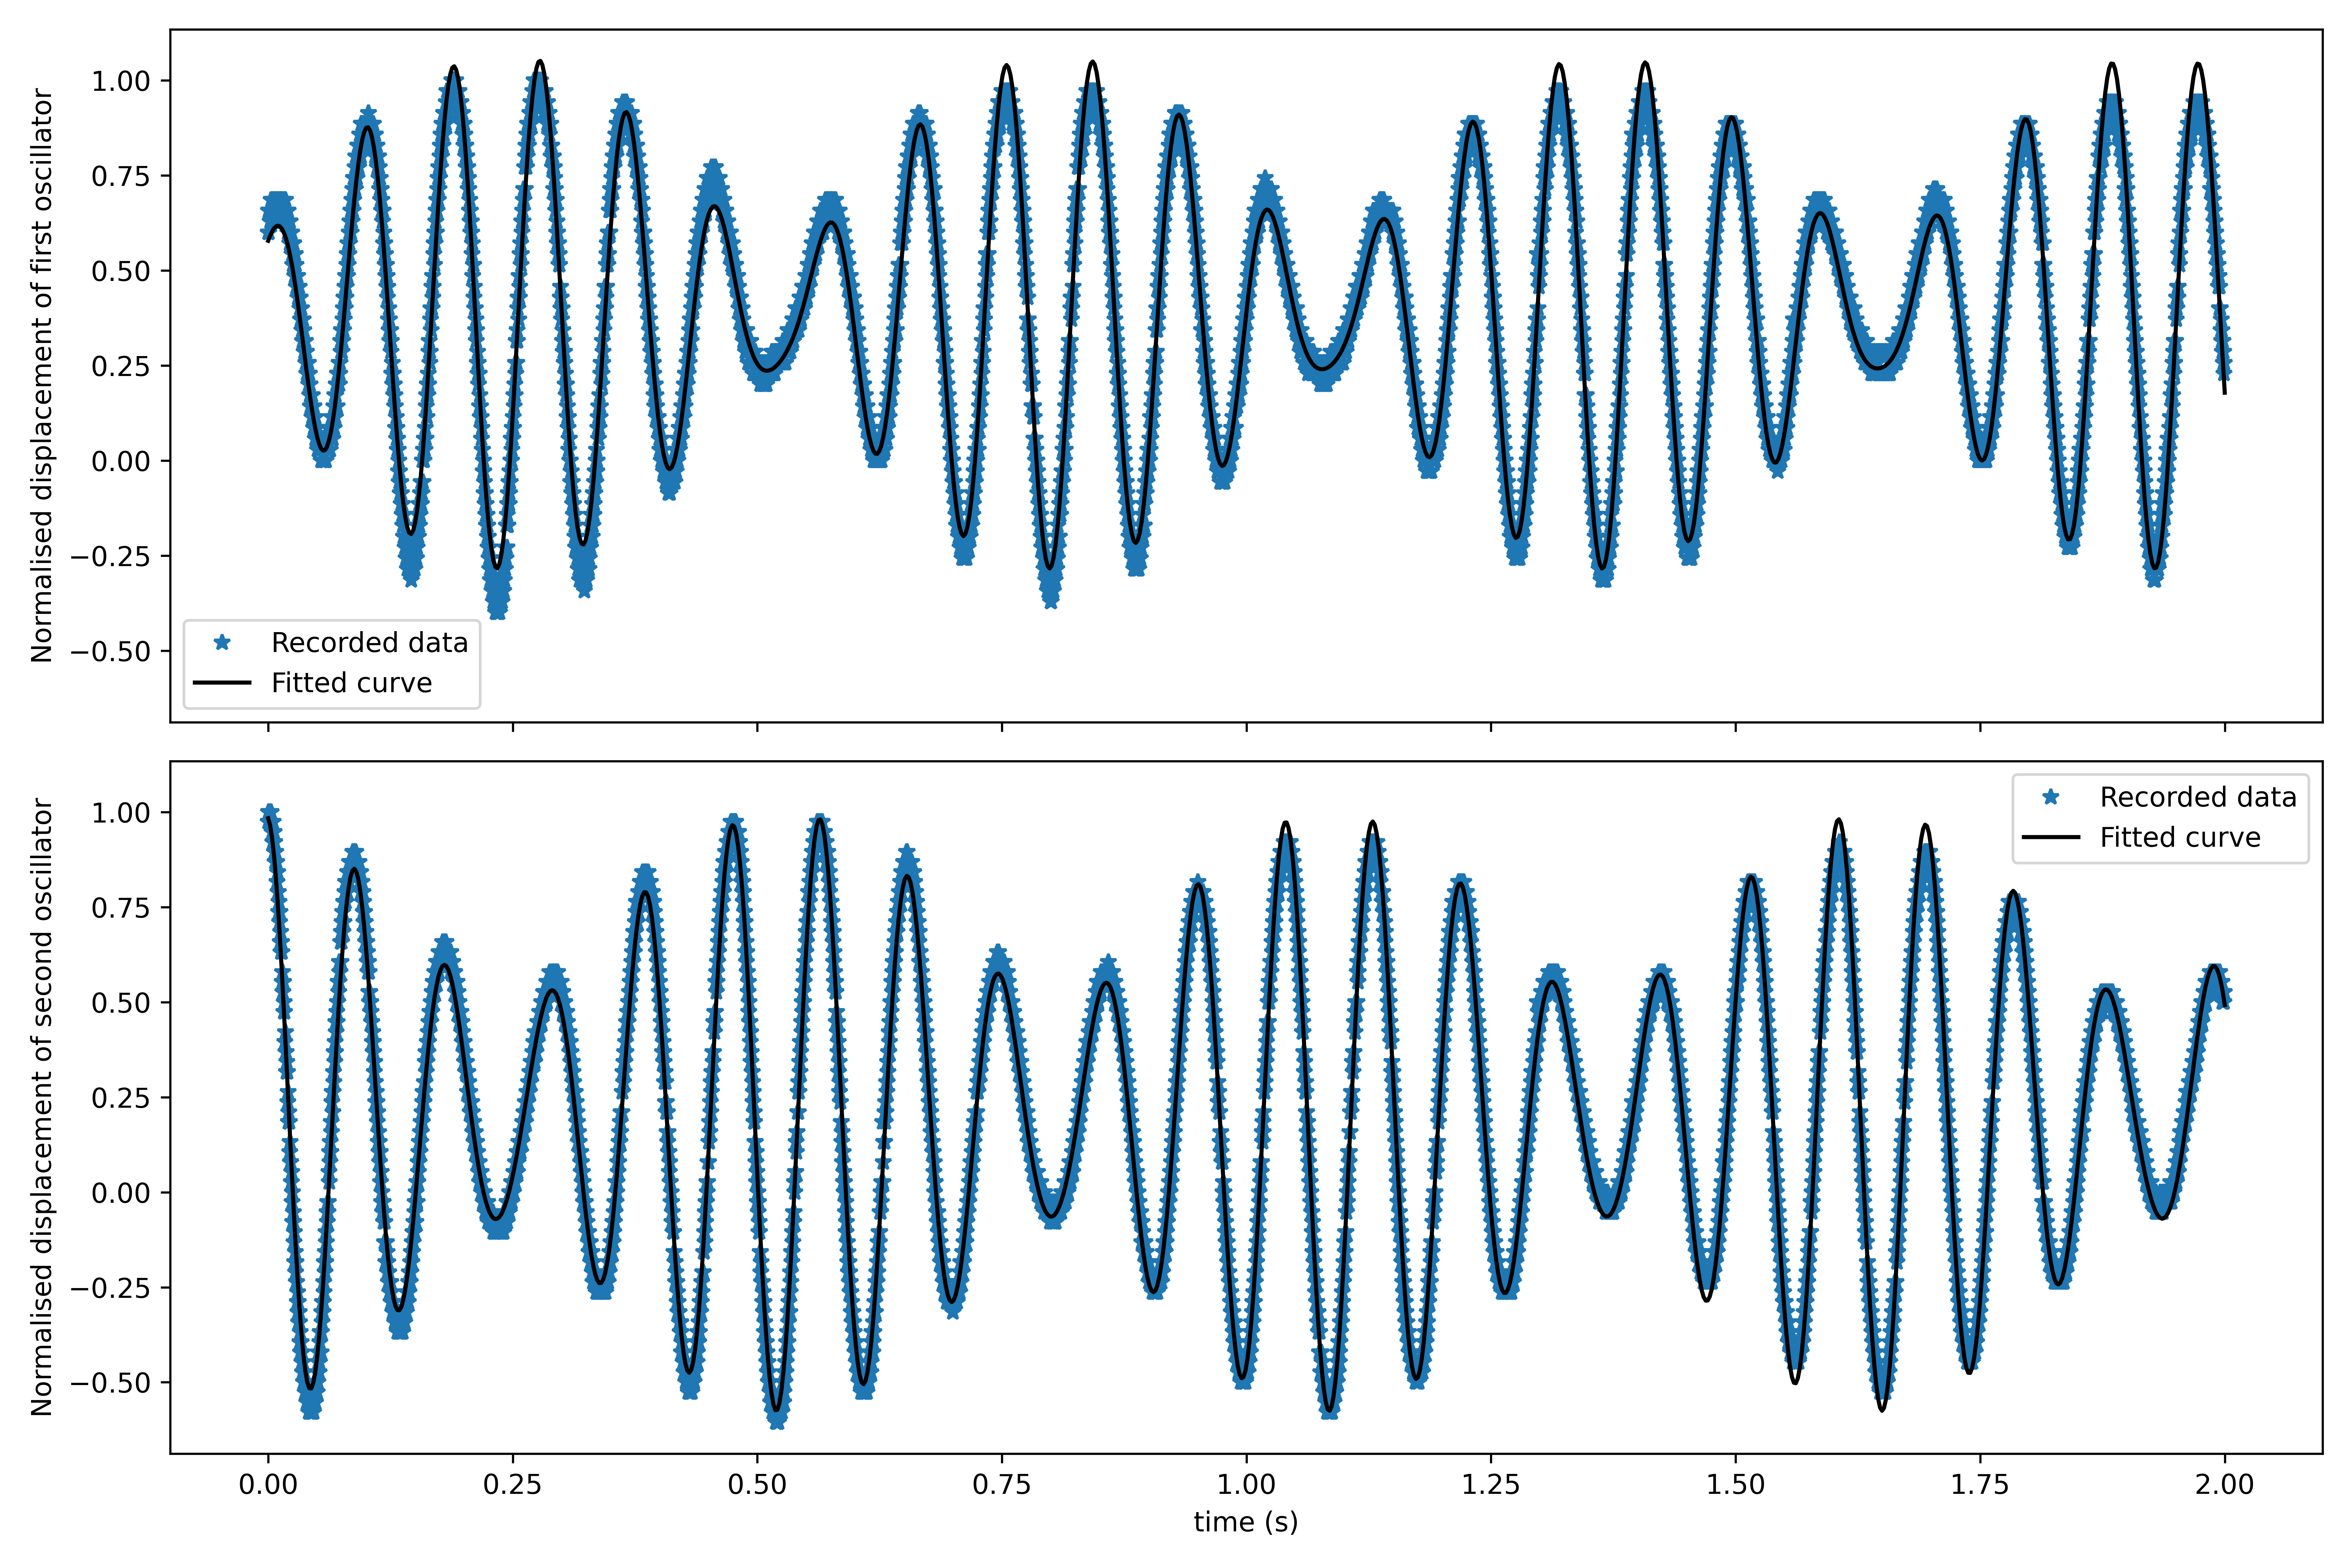 Normalised displacement of first oscillator
1.00
0.75
0.50
0.25
0.00
−0.25
−0.50
Recorded data
Fitted curve
Normalised displacement of second oscillator
1.00
0.75
0.50
0.25
0.00
−0.25
−0.50
Recorded data
Fitted curve
0.00 0.25 0.50 0.75 1.00 1.25 1.50 1.75 2.00
time (s)